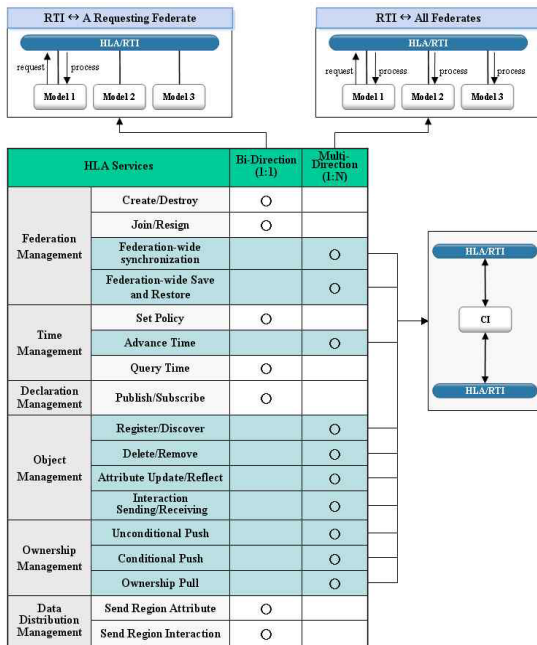 RTI ↔ A Requesting Federate
HLA/RTI
request
process
Model 1
Model 2
Model 3
RTI ↔ All Federates
HLA/RTI
request
process
process
process
Model 1
Model 2
Model 3
HLA Services
Bi-Direction
(1:1)
Multi-
Direction
(1:N)
Federation
Management
Create/Destroy
Join/Resign
Federation-wide
synchronization
Federation-wide Save
and Restore
Time
Management
Set Policy
Advance Time
Query Time
Declaration
Management
Publish/Subscribe
Object
Management
Register/Discover
Delete/Remove
Attribute Update/Reflect
Interaction
Sending/Receiving
Ownership
Management
Unconditional Push
Conditional Push
Ownership Pull
Data
Distribution
Management
Send Region Attribute
Send Region Interaction
HLA/RTI
CI
HLA/RTI